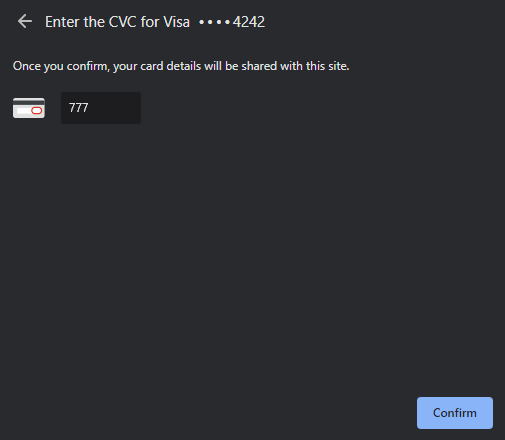 Enter the CVC for Visa ••••4242
Once you confirm, your card details will be shared with this site.
777
Confirm